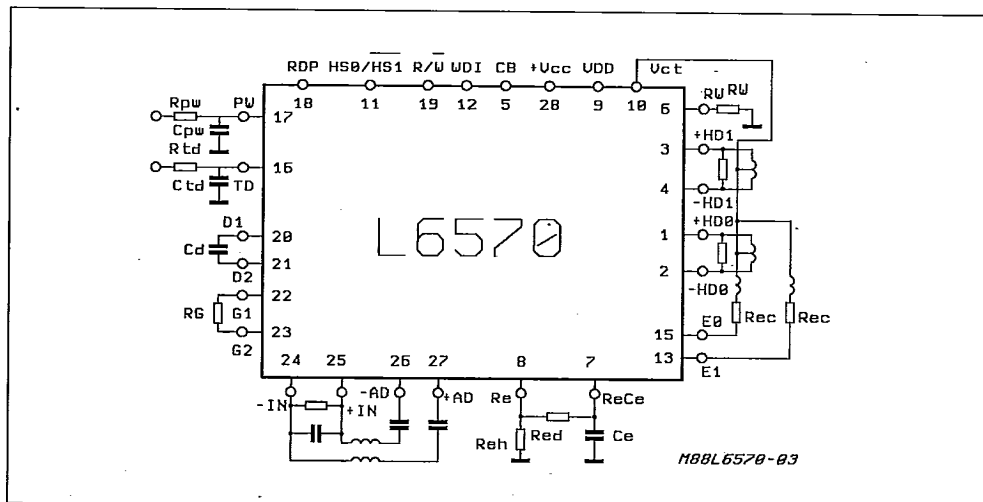 RDP HS0/HS1 R/W WDI CB +Vcc VDD Vct
18 11 19 12 5 28 9 10
Rpw PW 17
Cpw
Rtd 16
Ctd TD
D1
Cd 20
21
D2
RG 22
G1
23
G2
L6570
6 RW RW
+HD1
3
4
-HD1
+HD0
1
2
-HD0
Rec Rec
15 E0
13
E1
24 25 26 27 8 7
-IN +IN -AD +AD Re ReCe
Reh Red Ce
M88L6570-03